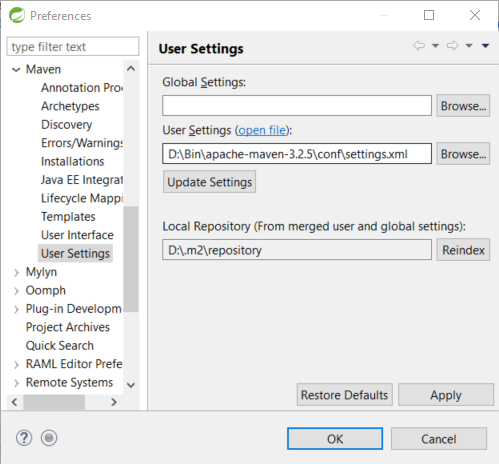 Preferences
type filter text
User Settings
Maven
Annotation Proc
Archetypes
Discovery
Errors/Warnings
Installations
Java EE Integrat
Lifecycle Mappi
Templates
User Interface
User Settings
Mylyn
Oomph
Plug-in Developm
Project Archives
Quick Search
RAML Editor Prefe
Remote Systems
Global Settings:
Browse...
User Settings (open file):
D:\Bin\apache-maven-3.2.5\conf\settings.xml
Browse...
Update Settings
Local Repository (From merged user and global settings):
D:\.m2\repository
Reindex
Restore Defaults
Apply
?
OK
Cancel